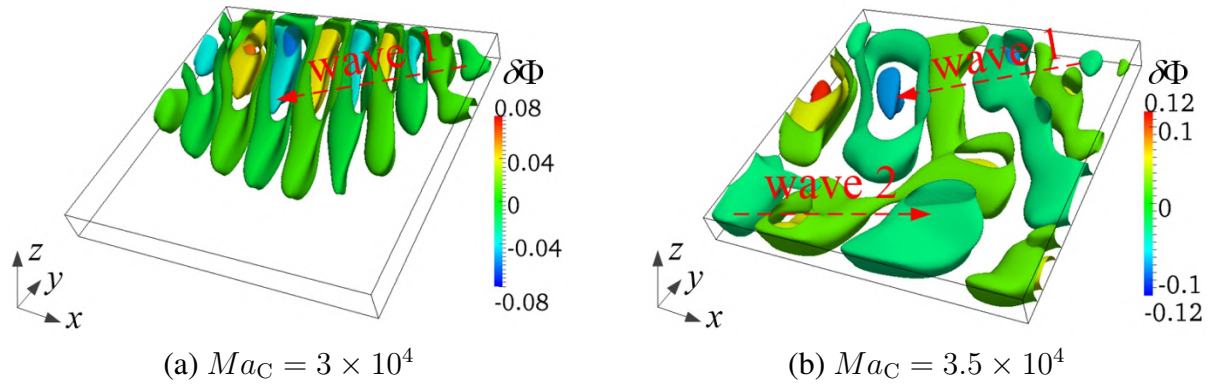 wave 1
δΦ
0.08
0.04
0
-0.04
-0.08
z
y
x
(a) Ma_C = 3 × 10^4
wave 1
wave 2
δΦ
0.12
0.1
0
-0.1
-0.12
z
y
x
(b) Ma_C = 3.5 × 10^4